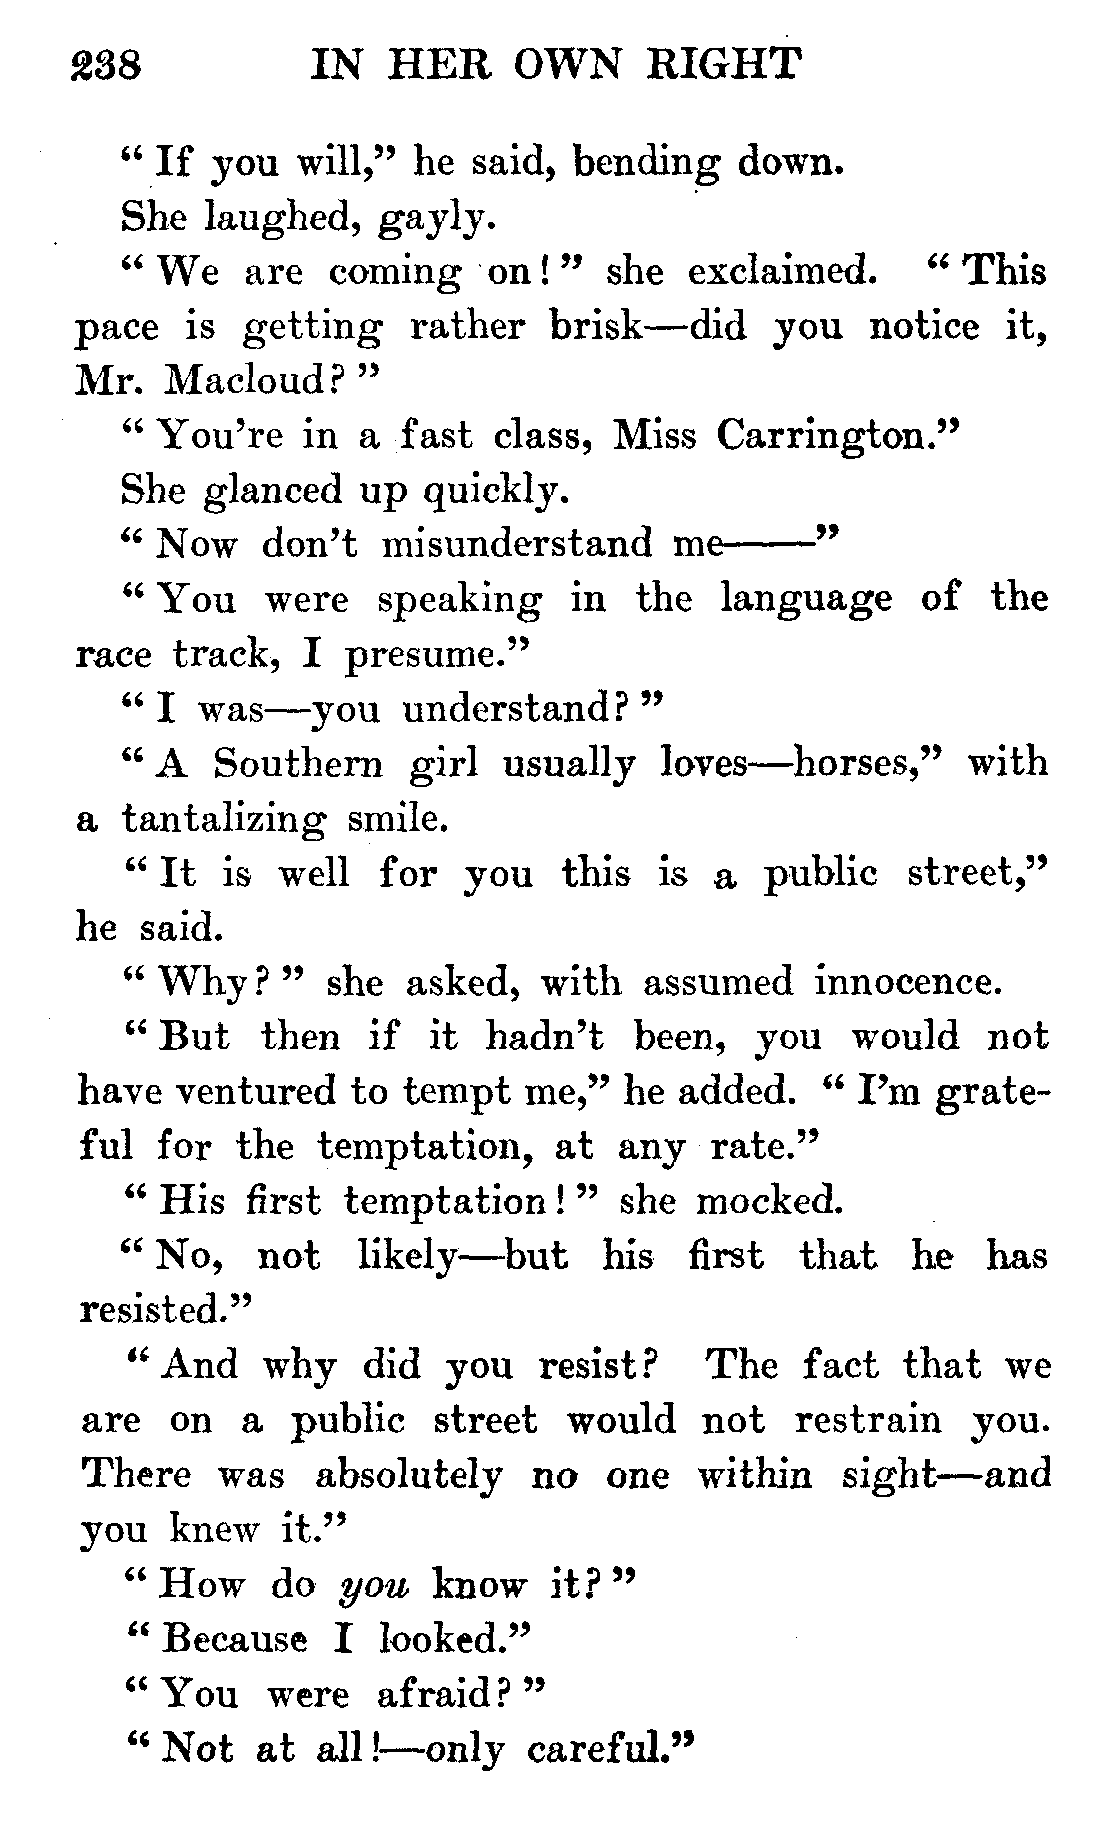 238 IN HER OWN RIGHT
“ If you will,” he said, bending down.
She laughed, gayly.
“ We are coming on! ” she exclaimed. “ This
pace is getting rather brisk—did you notice it,
Mr. Macloud? ”
“ You’re in a fast class, Miss Carrington.”
She glanced up quickly.
“ Now don’t misunderstand me——”
“ You were speaking in the language of the
race track, I presume.”
“ I was—you understand? ”
“ A Southern girl usually loves—horses,” with
a tantalizing smile.
“ It is well for you this is a public street,”
he said.
“ Why? ” she asked, with assumed innocence.
“ But then if it hadn’t been, you would not
have ventured to tempt me,” he added. “ I’m grate-
ful for the temptation, at any rate.”
“ His first temptation! ” she mocked.
“ No, not likely—but his first that he has
resisted.”
“ And why did you resist? The fact that we
are on a public street would not restrain you.
There was absolutely no one within sight—and
you knew it.”
“ How do you know it? ”
“ Because I looked.”
“ You were afraid? ”
“ Not at all!—only careful.”